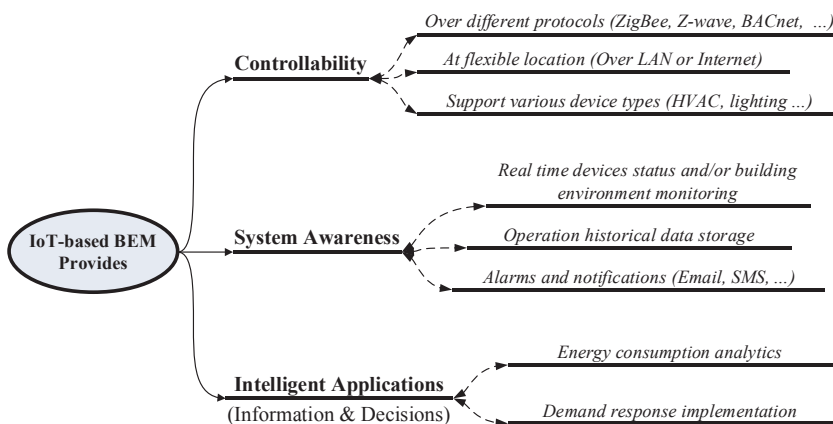 Over different protocols (ZigBee, Z-wave, BACnet, ...)
Controllability
At flexible location (Over LAN or Internet)
Support various device types (HVAC, lighting ...)
Real time devices status and/or building
environment monitoring
IoT-based BEM
Provides
System Awareness
Operation historical data storage
Alarms and notifications (Email, SMS, ...)
Energy consumption analytics
Intelligent Applications
(Information & Decisions)
Demand response implementation